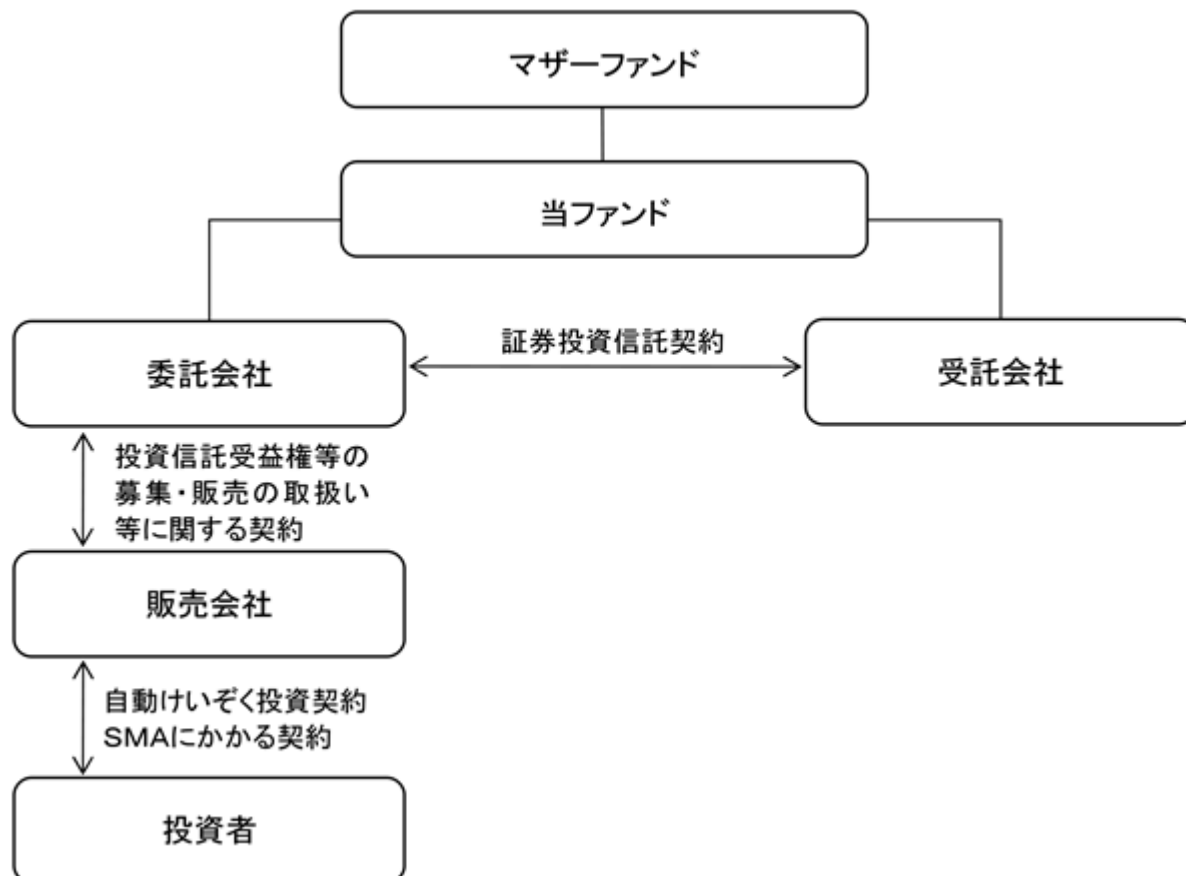 マザーファンド
当ファンド
証券投資信託契約
委託会社
受託会社
投資信託受益権等の
募集・販売の取扱い
等に関する契約
販売会社
自動けいぞく投資契約
SMAにかかる契約
投資者